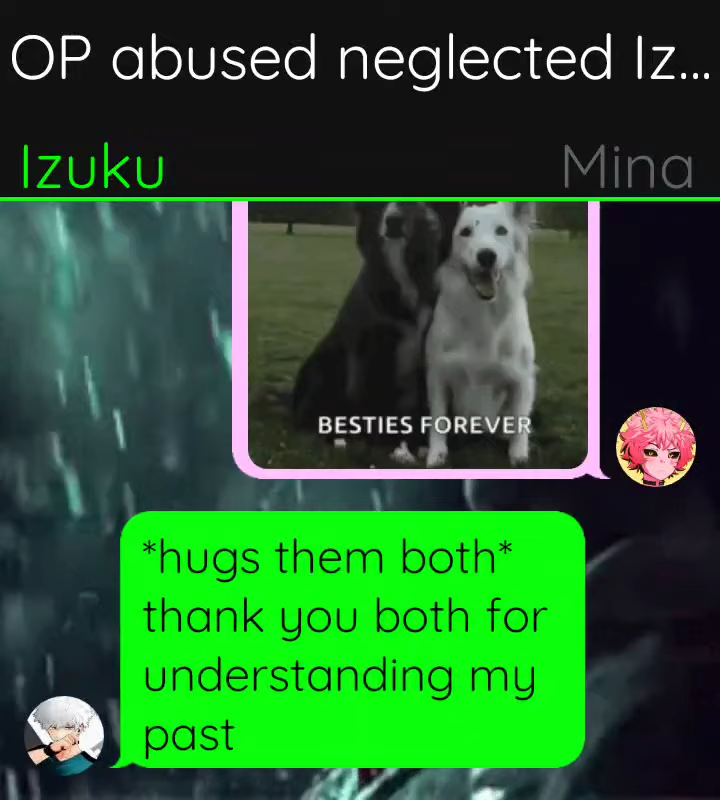 OP abused neglected Iz...
Izuku
Mina
BESTIES FOREVER
*hugs them both*
thank you both for
understanding my
past